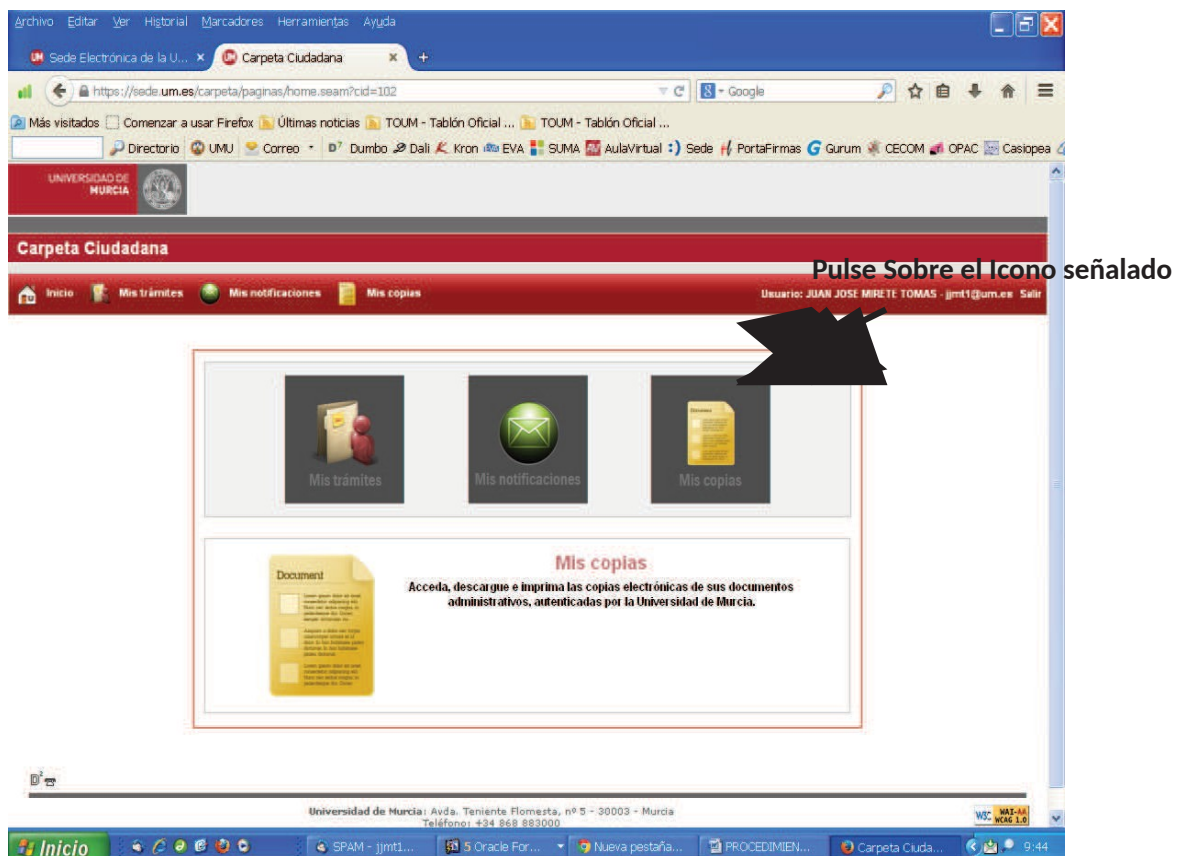 Archivo Editar Ver Historial Marcadores Herramientas Ayuda
Sede Electrónica de la U... × Carpeta Ciudadana × +
https://sede.um.es/carpeta/paginas/home.seam?cid=102 Google
Más visitados Comenzar a usar Firefox Últimas noticias TOUM - Tablón Oficial ... TOUM - Tablón Oficial ...
Directorio UMU Correo Dumbo Dali Kron EVA SUMA AulaVirtual Sede PortaFirmas Gurum CECOM OPAC Casiopea
UNIVERSIDAD DE
MURCIA
Carpeta Ciudadana
Pulse Sobre el Icono señalado
Inicio Mis trámites Mis notificaciones Mis copias Usuario: JUAN JOSE MIRETE TOMAS - jjmt1@um.es Salir
Mis trámites Mis notificaciones Mis copias
Mis copias
Document
Acceda, descargue e imprima las copias electrónicas de sus documentos
administrativos, autenticadas por la Universidad de Murcia.
Universidad de Murcia: Avda. Teniente Flomesta, nº 5 - 30003 - Murcia
Teléfono: +34 868 883000
W3C WAI-AA
WCAG 1.0
Inicio SPAM - jjmt1... 5 Oracle For... Nueva pestaña... PROCEDIMIEN... Carpeta Ciuda... 9:44